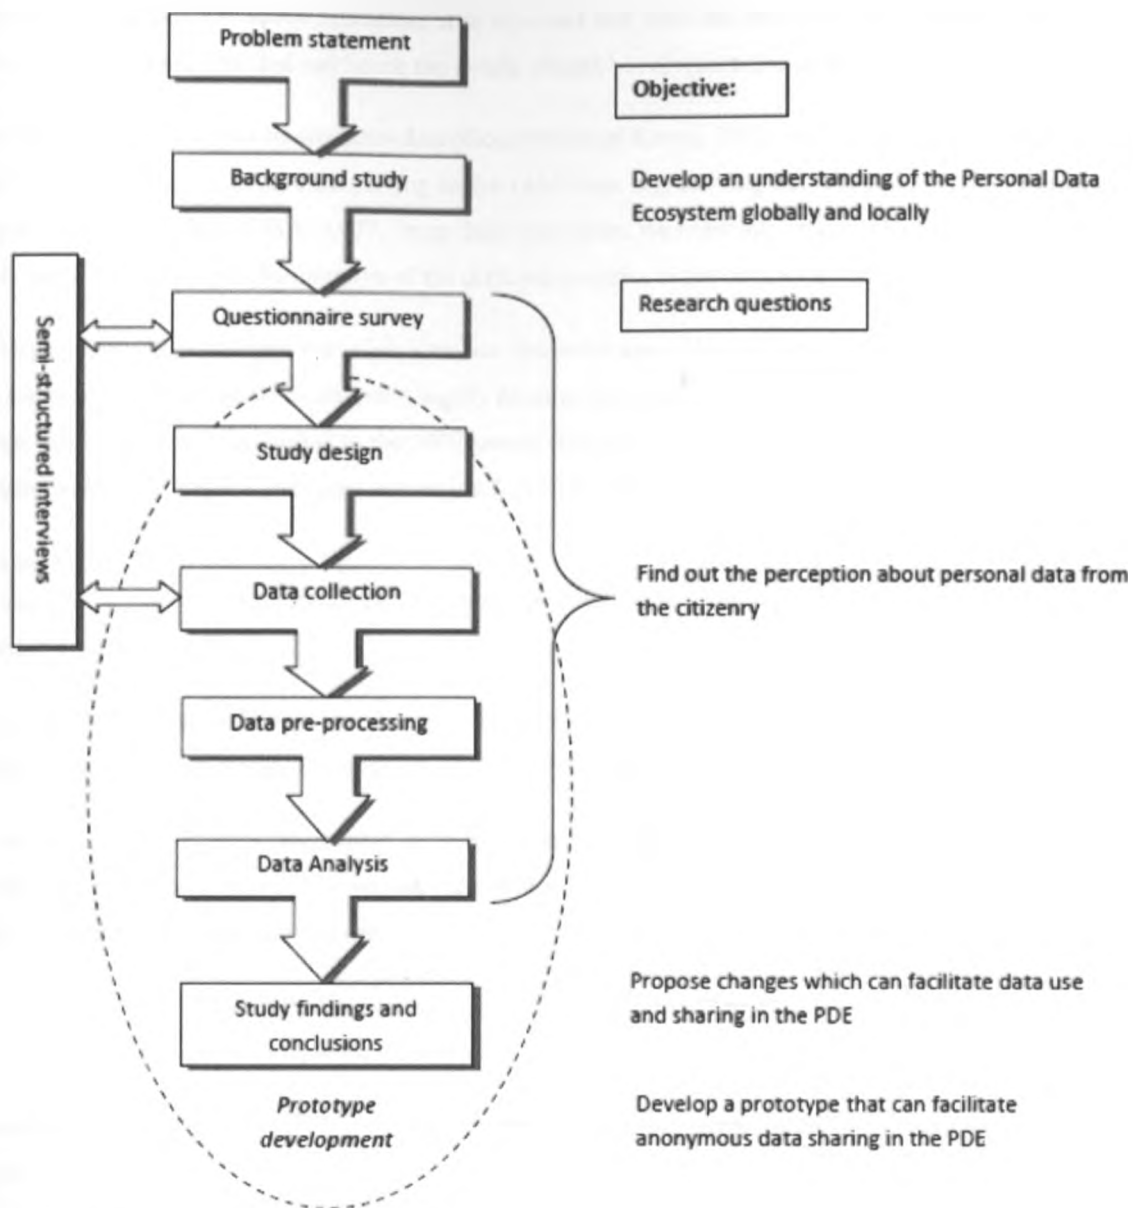 Problem statement
Objective:
Background study
Develop an understanding of the Personal Data
Ecosystem globally and locally
Questionnaire survey
Research questions
Semi-structured interviews
Study design
Data collection
Find out the perception about personal data from
the citizenry
Data pre-processing
Data Analysis
Study findings and
conclusions
Propose changes which can facilitate data use
and sharing in the PDE
Prototype
development
Develop a prototype that can facilitate
anonymous data sharing in the PDE